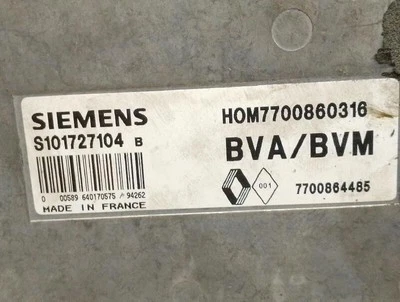 SIEMENS
S101727104 B
0 00589 640170575 / 94262
MADE IN FRANCE
HOM7700860316
BVA/BVM
001
7700864485